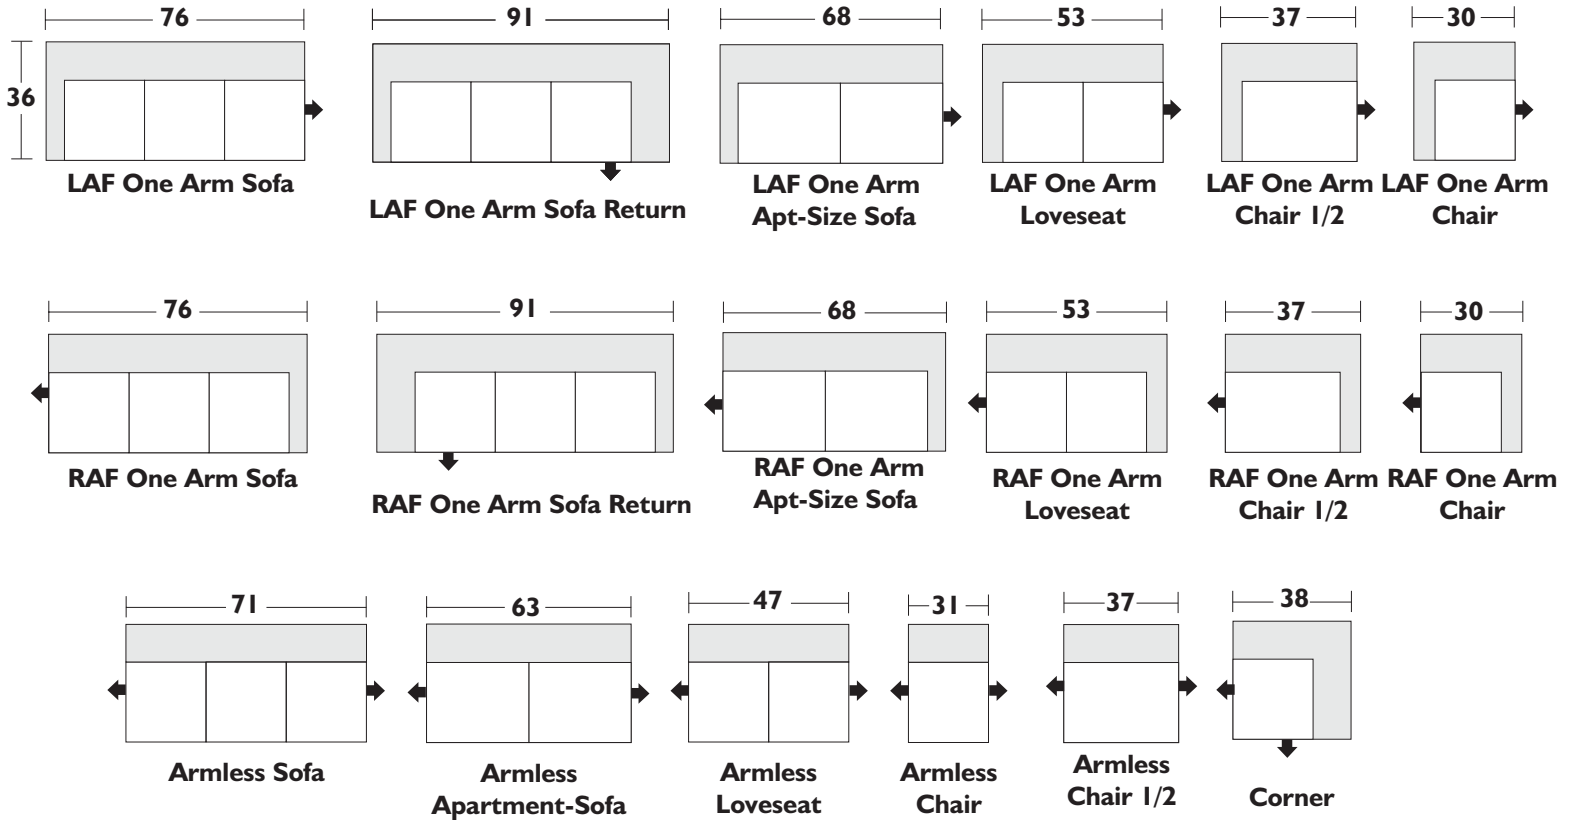 76
91
68
53
37
30
36
LAF One Arm Sofa
LAF One Arm Sofa Return
LAF One Arm
Apt-Size Sofa
LAF One Arm
Loveseat
LAF One Arm
Chair 1/2
LAF One Arm
Chair
76
91
68
53
37
30
RAF One Arm Sofa
RAF One Arm Sofa Return
RAF One Arm
Apt-Size Sofa
RAF One Arm
Loveseat
RAF One Arm
Chair 1/2
RAF One Arm
Chair
71
63
47
31
37
38
Armless Sofa
Armless
Apartment-Sofa
Armless
Loveseat
Armless
Chair
Armless
Chair 1/2
Corner